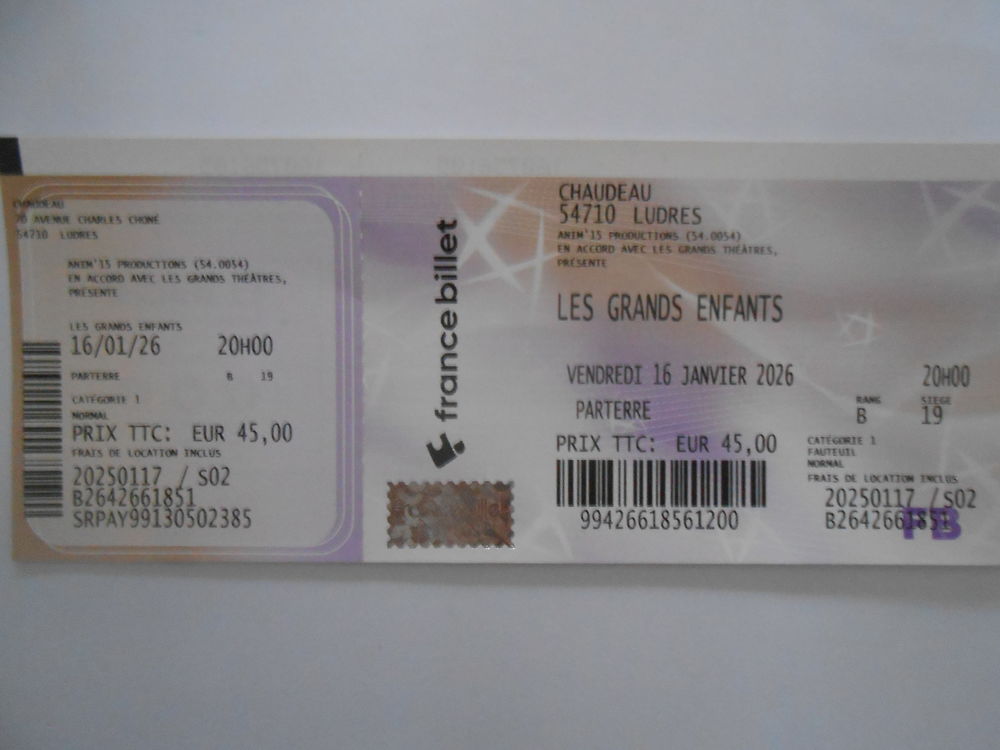 CHAUDEAU
70 AVENUE CHARLES CHONÉ
54710 LUDRES
ANIM'15 PRODUCTIONS (54.0054)
EN ACCORD AVEC LES GRANDS THÉÂTRES,
PRÉSENTE
LES GRANDS ENFANTS
16/01/26 20H00
PARTERRE B 19
CATÉGORIE 1
NORMAL
PRIX TTC: EUR 45,00
FRAIS DE LOCATION INCLUS
20250117 / S02
B2642661851
SRPAY99130502385
francebillet
CHAUDEAU
54710 LUDRES
ANIM'15 PRODUCTIONS (54.0054)
EN ACCORD AVEC LES GRANDS THÉÂTRES,
PRÉSENTE
LES GRANDS ENFANTS
VENDREDI 16 JANVIER 2026 20H00
PARTERRE
RANG SIEGE
B 19
PRIX TTC: EUR 45,00
CATÉGORIE 1
FAUTEUIL
NORMAL
FRAIS DE LOCATION INCLUS
99426618561200
20250117 / S02
B2642661851
FB